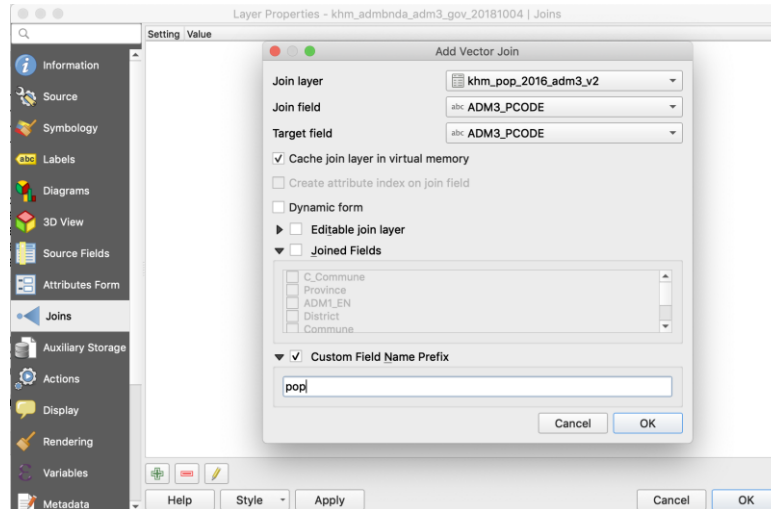 Layer Properties - khm_admbnda_adm3_gov_20181004 | Joins
Setting Value
Information
Source
Symbology
abc Labels
Diagrams
3D View
Source Fields
Attributes Form
Joins
Auxiliary Storage
Actions
Display
Rendering
Variables
Metadata
Add Vector Join
Join layer khm_pop_2016_adm3_v2
Join field abc ADM3_PCODE
Target field abc ADM3_PCODE
Cache join layer in virtual memory
Create attribute index on join field
Dynamic form
Editable join layer
Joined Fields
C_Commune
Province
ADM1_EN
District
Commune
Custom Field Name Prefix
pop
Cancel OK
Help Style Apply Cancel OK